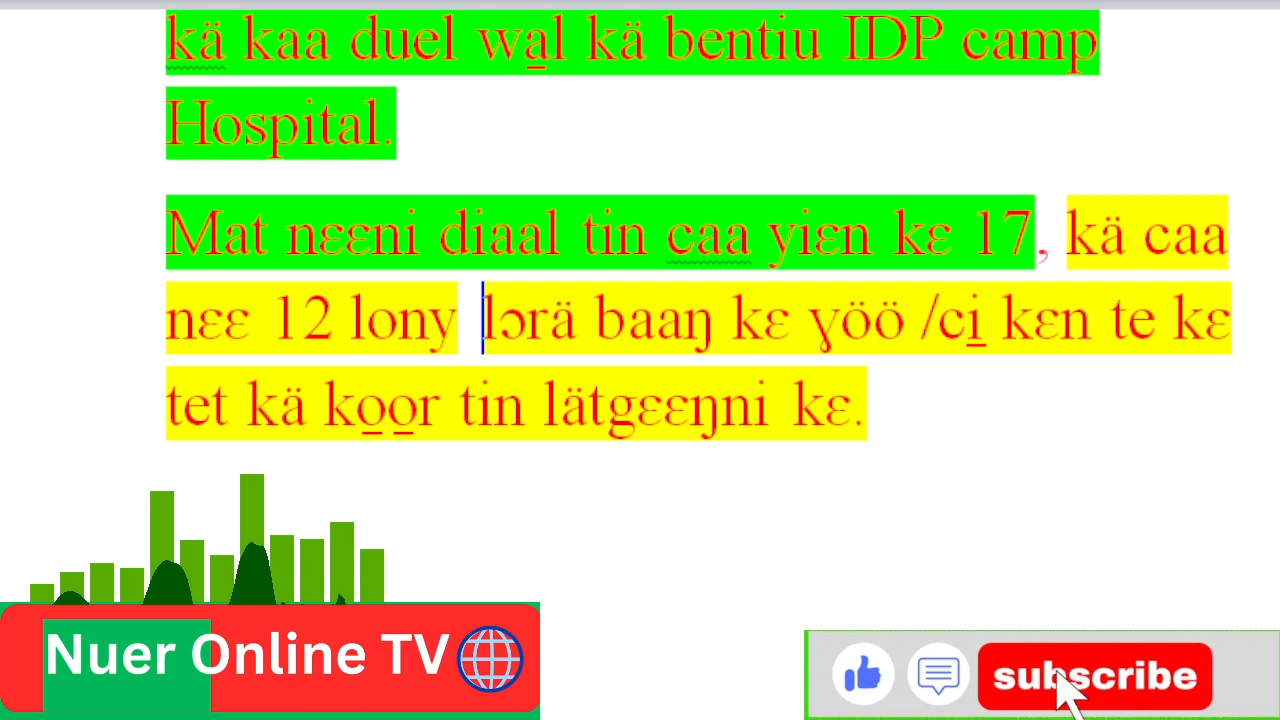 kä kaa duel wa̱l kä bentiu IDP camp
Hospital.
Mat nɛɛni diaal tin caa yiɛn kɛ 17, kä caa
nɛɛ 12 lony lɔrä baaŋ kɛ ɣöö /ci̱ kɛn te kɛ
tet kä ko̱o̱r tin lätgɛɛŋni kɛ.
Nuer Online TV
subscribe